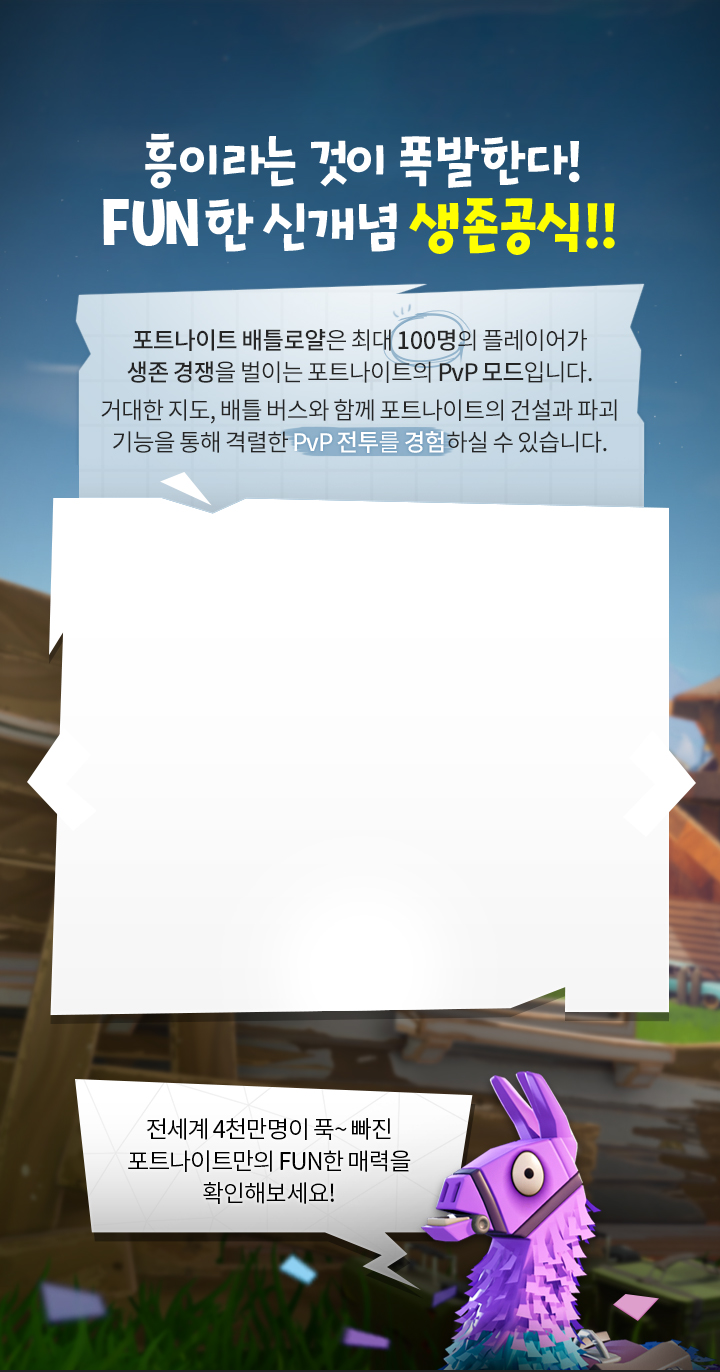 흥이라는 것이 폭발한다!
FUN한 신개념 생존공식!!
포트나이트 배틀로얄은 최대 100명의 플레이어가
생존 경쟁을 벌이는 포트나이트의 PvP 모드입니다.
거대한 지도, 배틀 버스와 함께 포트나이트의 건설과 파괴
기능을 통해 격렬한 PvP 전투를 경험하실 수 있습니다.
전세계 4천만명이 푹~ 빠진
포트나이트만의 FUN한 매력을
확인해보세요!